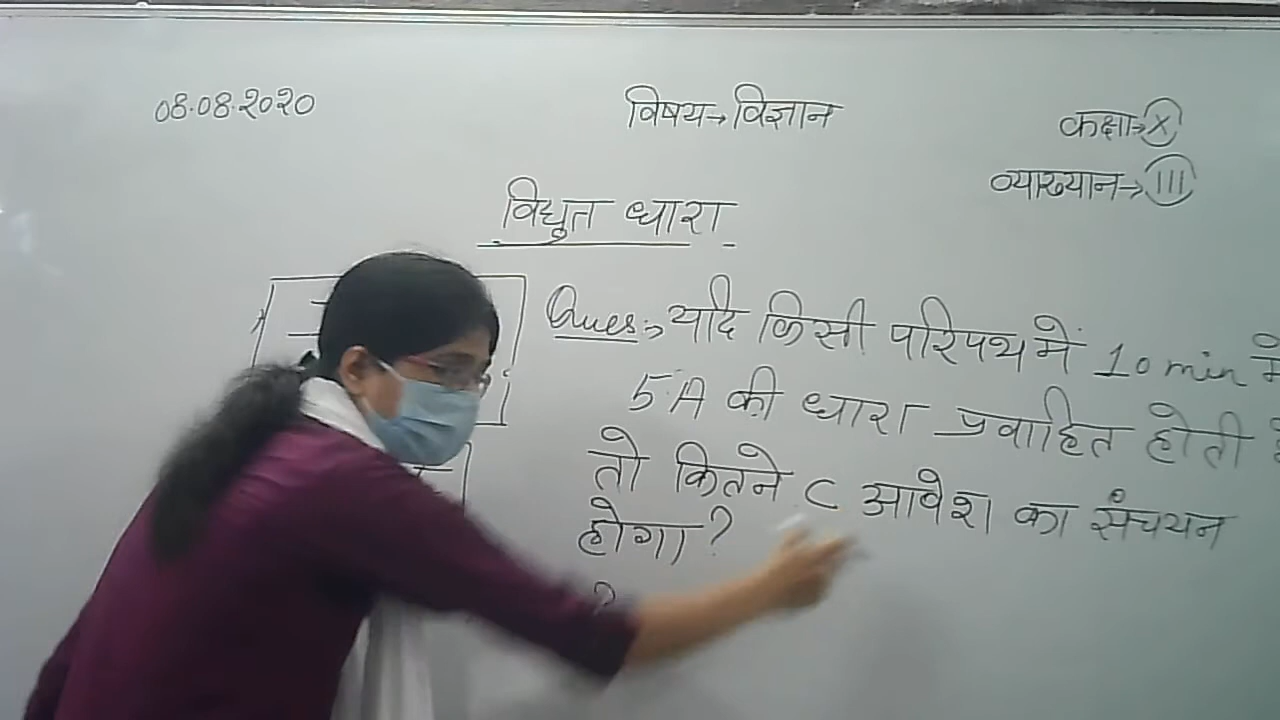 08.08.2020
विषय→विज्ञान
कक्षा→X
व्याख्यान→III
विद्युत धारा
Ques:→यदि किसी परिपथ में 10 min में
5 A की धारा प्रवाहित होती है
तो कितने C आवेश का संचयन
होगा?